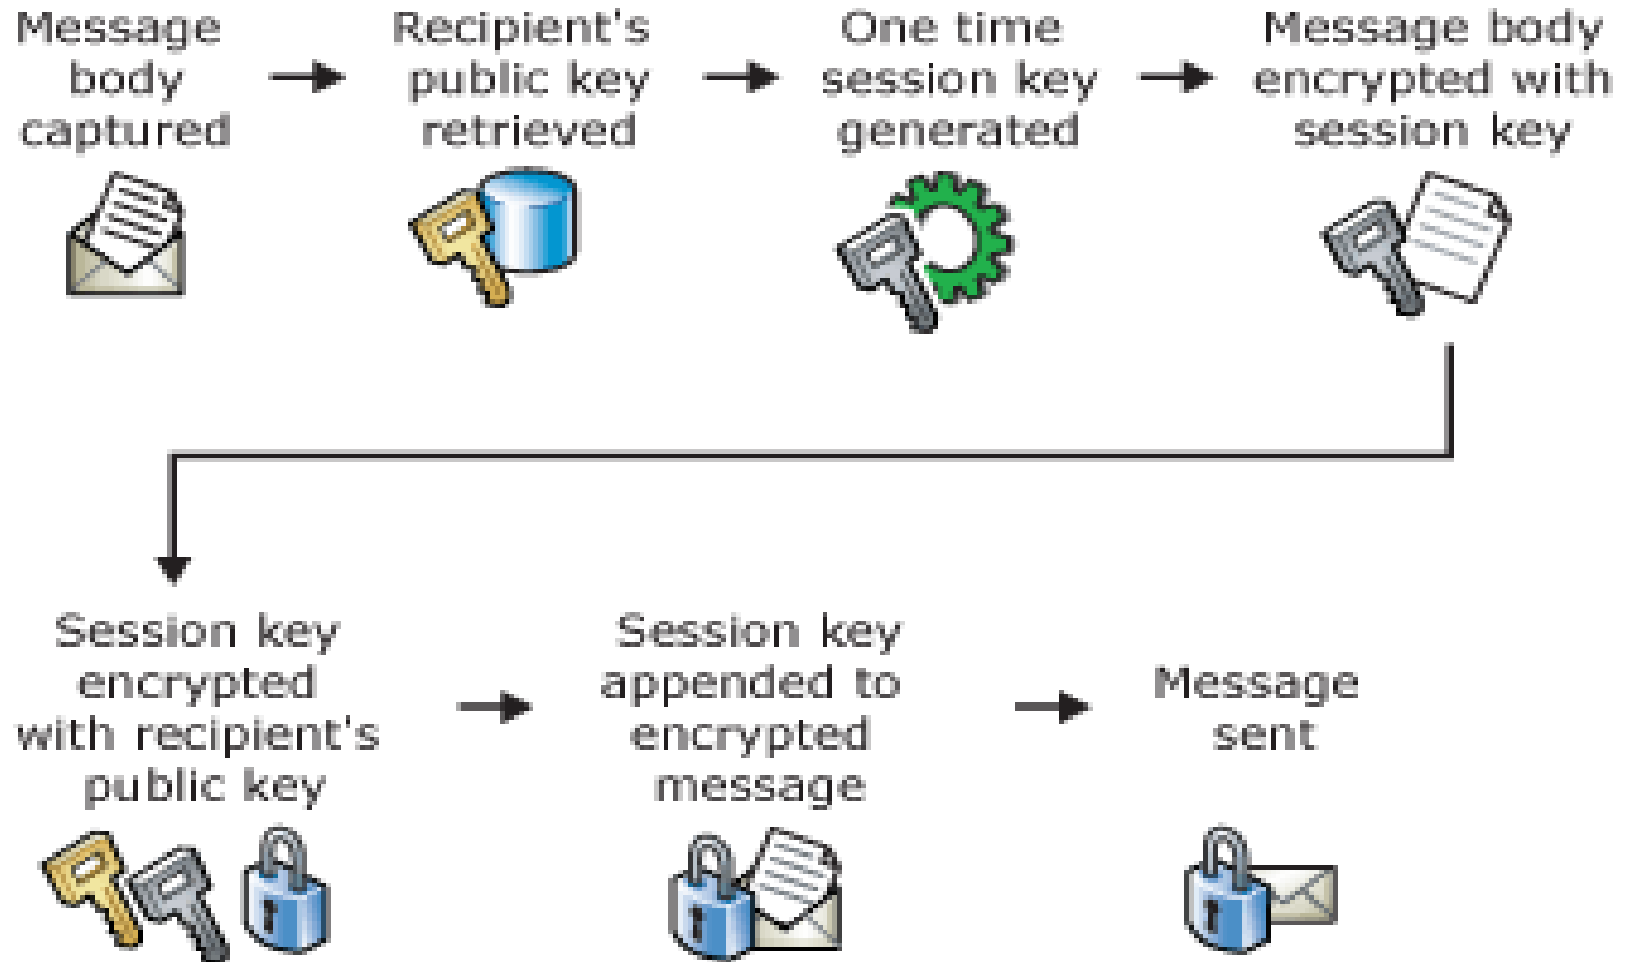 Message
body
captured
Recipient's
public key
retrieved
One time
session key
generated
Message body
encrypted with
session key
Session key
encrypted
with recipient's
public key
Session key
appended to
encrypted
message
Message
sent